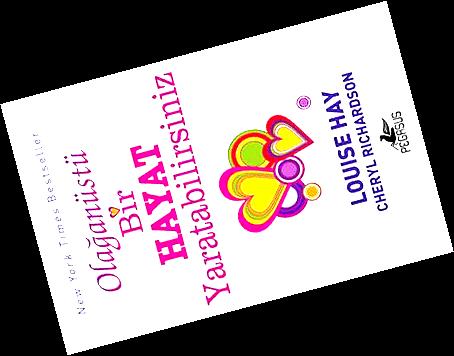 New York Times Bestseller
Olağanüstü
Bir
HAYAT
Yaratabilirsiniz
LOUISE HAY
CHERYL RICHARDSON
PEGASUS